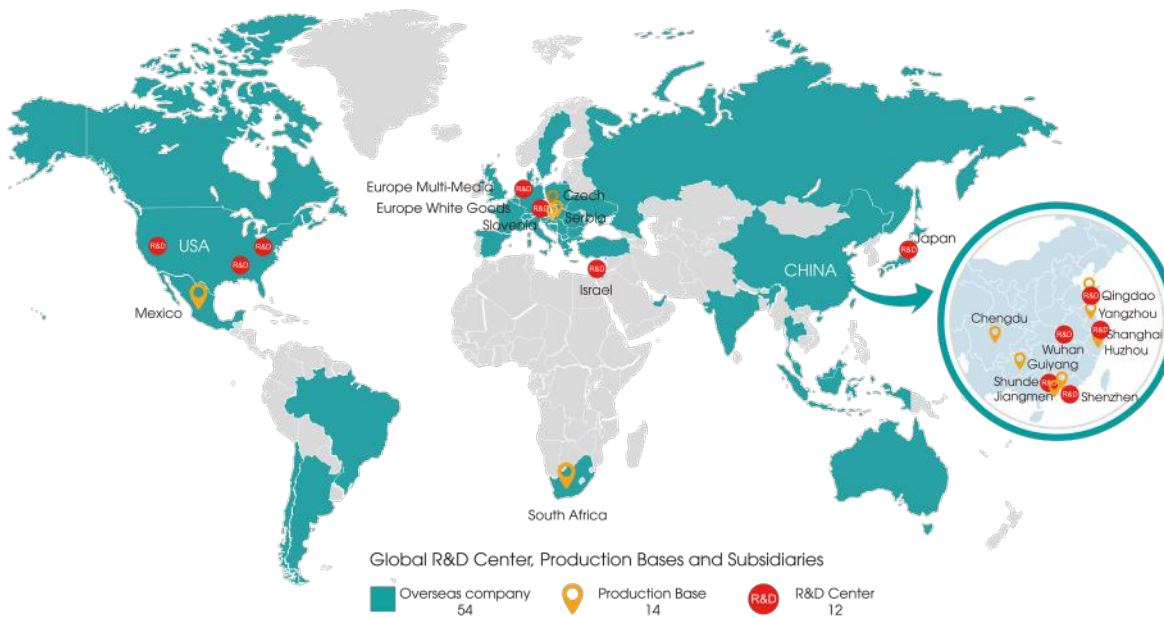 Europe Multi-Media
R&D
Czech
Europe White Goods
R&D
Slovenia
Serbia
R&D
USA
R&D
R&D
Mexico
R&D
Israel
R&D
Japan
CHINA
R&D
Qingdao
Yangzhou
Chengdu
R&D
Shanghai
R&D
Wuhan
Huzhou
Guiyang
Shunde
R&D
Jiangmen
R&D
Shenzhen
South Africa
Global R&D Center, Production Bases and Subsidiaries
Overseas company
54
Production Base
14
R&D
R&D Center
12